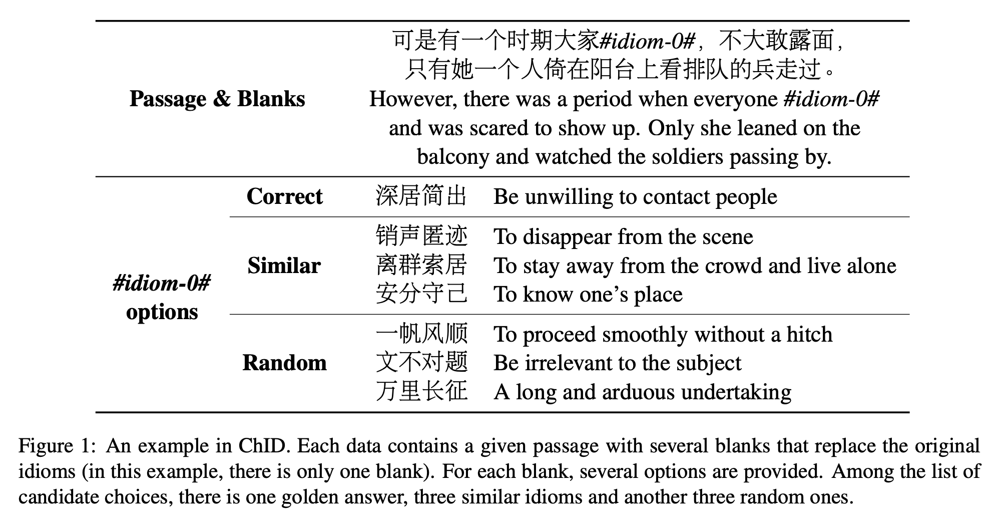 可是有一个时期大家#idiom-0#，不大敢露面，
只有她一个人倚在阳台上看排队的兵走过。
Passage & Blanks
However, there was a period when everyone #idiom-0#
and was scared to show up. Only she leaned on the
balcony and watched the soldiers passing by.
#idiom-0#
options
Correct
深居简出 Be unwilling to contact people
Similar
销声匿迹 To disappear from the scene
离群索居 To stay away from the crowd and live alone
安分守己 To know one's place
Random
一帆风顺 To proceed smoothly without a hitch
文不对题 Be irrelevant to the subject
万里长征 A long and arduous undertaking
Figure 1: An example in ChID. Each data contains a given passage with several blanks that replace the original
idioms (in this example, there is only one blank). For each blank, several options are provided. Among the list of
candidate choices, there is one golden answer, three similar idioms and another three random ones.